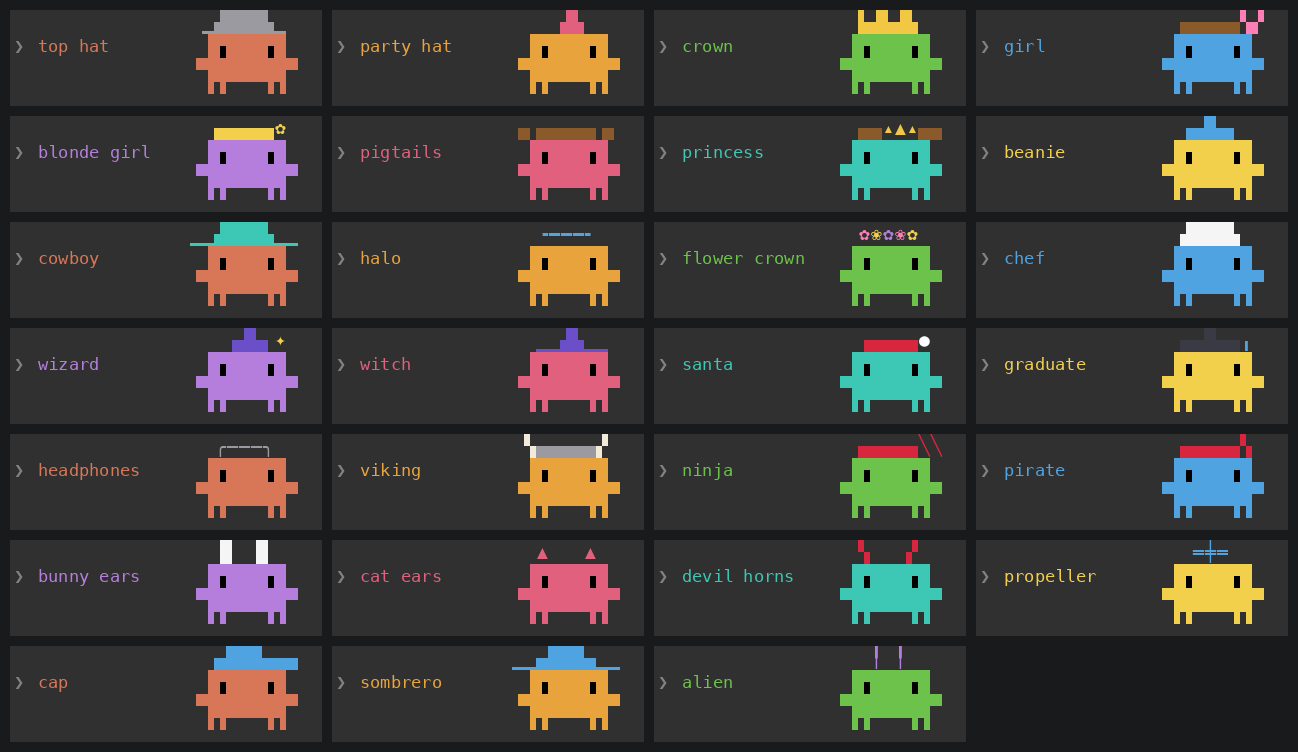 ❯ top hat
❯ party hat
❯ crown
❯ girl
❯ blonde girl
❯ pigtails
❯ princess
❯ beanie
❯ cowboy
❯ halo
❯ flower crown
❯ chef
❯ wizard
❯ witch
❯ santa
❯ graduate
❯ headphones
❯ viking
❯ ninja
❯ pirate
❯ bunny ears
❯ cat ears
❯ devil horns
❯ propeller
❯ cap
❯ sombrero
❯ alien